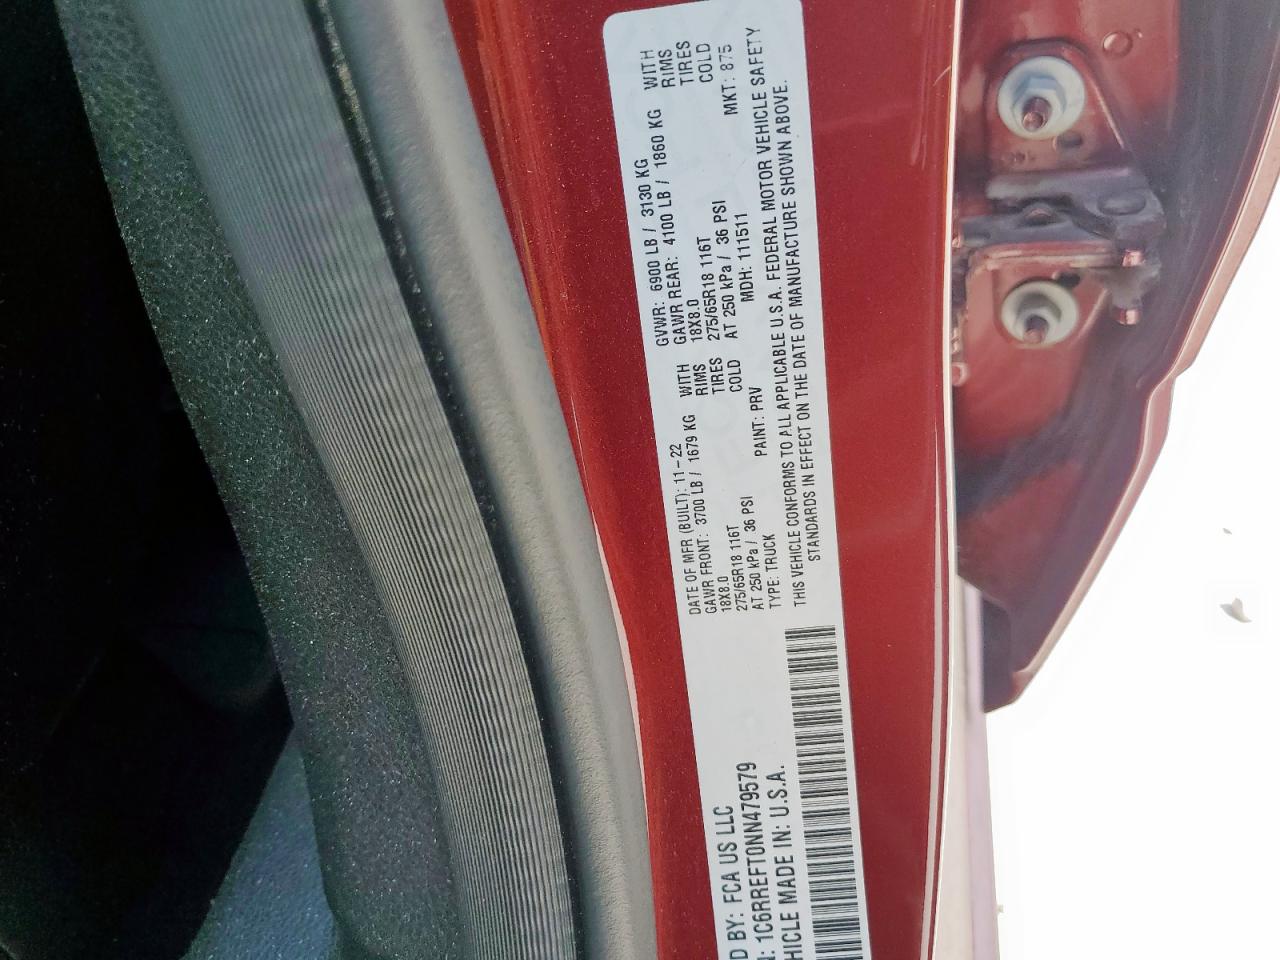 D BY: FCA US LLC
N: 1C6RREFT0NN479579
HICLE MADE IN: U.S.A.
DATE OF MFR (BUILT): 11-22 GVWR: 6900 LB / 3130 KG
GAWR FRONT: 3700 LB / 1679 KG WITH GAWR REAR: 4100 LB / 1860 KG WITH
18X8.0 RIMS 18X8.0 RIMS
275/65R18 116T TIRES 275/65R18 116T TIRES
AT 250 kPa / 36 PSI COLD AT 250 kPa / 36 PSI COLD
TYPE: TRUCK PAINT: PRV MDH: 111511 MKT: 875
THIS VEHICLE CONFORMS TO ALL APPLICABLE U.S.A. FEDERAL MOTOR VEHICLE SAFETY
STANDARDS IN EFFECT ON THE DATE OF MANUFACTURE SHOWN ABOVE.